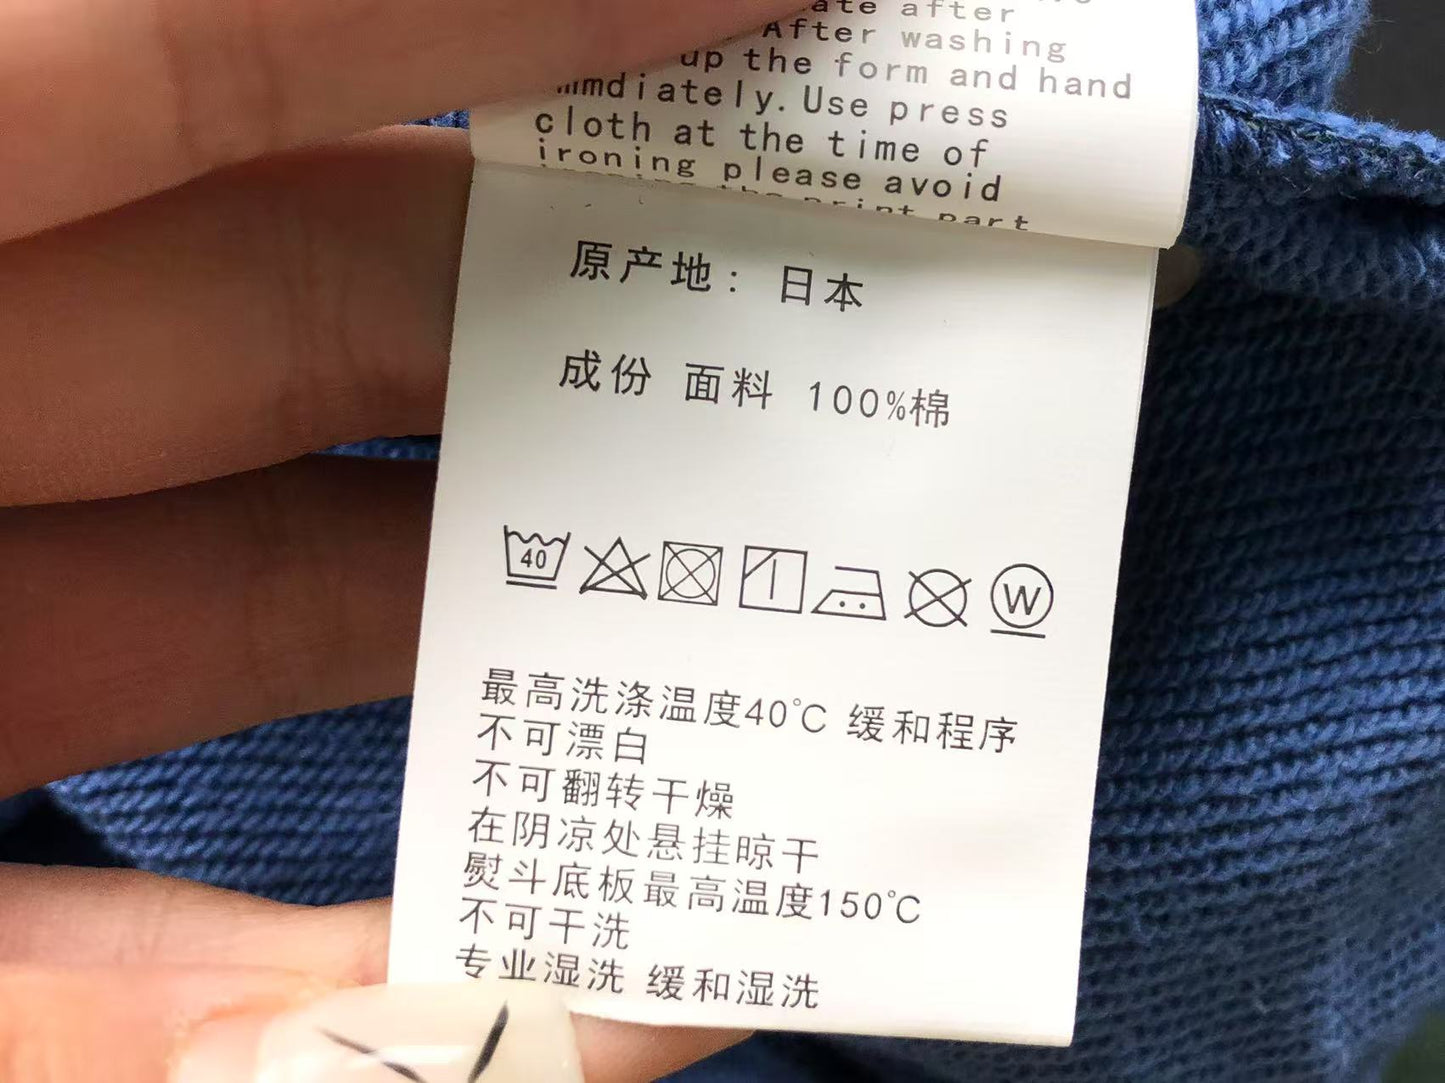 after
After washing
up the form and hand
Use press
cloth at the time of
ironing please avoid
the print part
原产地：日本
成份 面料 100%棉
40
W
最高洗涤温度40℃ 缓和程序
不可漂白
不可翻转干燥
在阴凉处悬挂晾干
熨斗底板最高温度150℃
不可干洗
专业湿洗 缓和湿洗